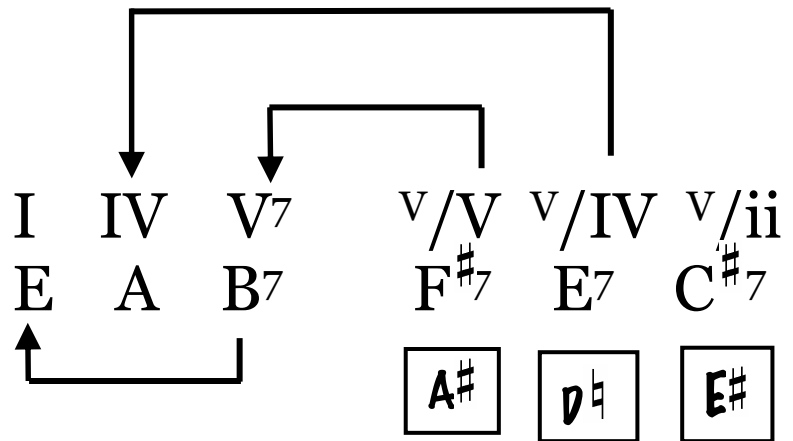 I IV V7 V/V V/IV V/ii
E A B7 F♯7 E7 C♯7
A♯ D♮ E♯